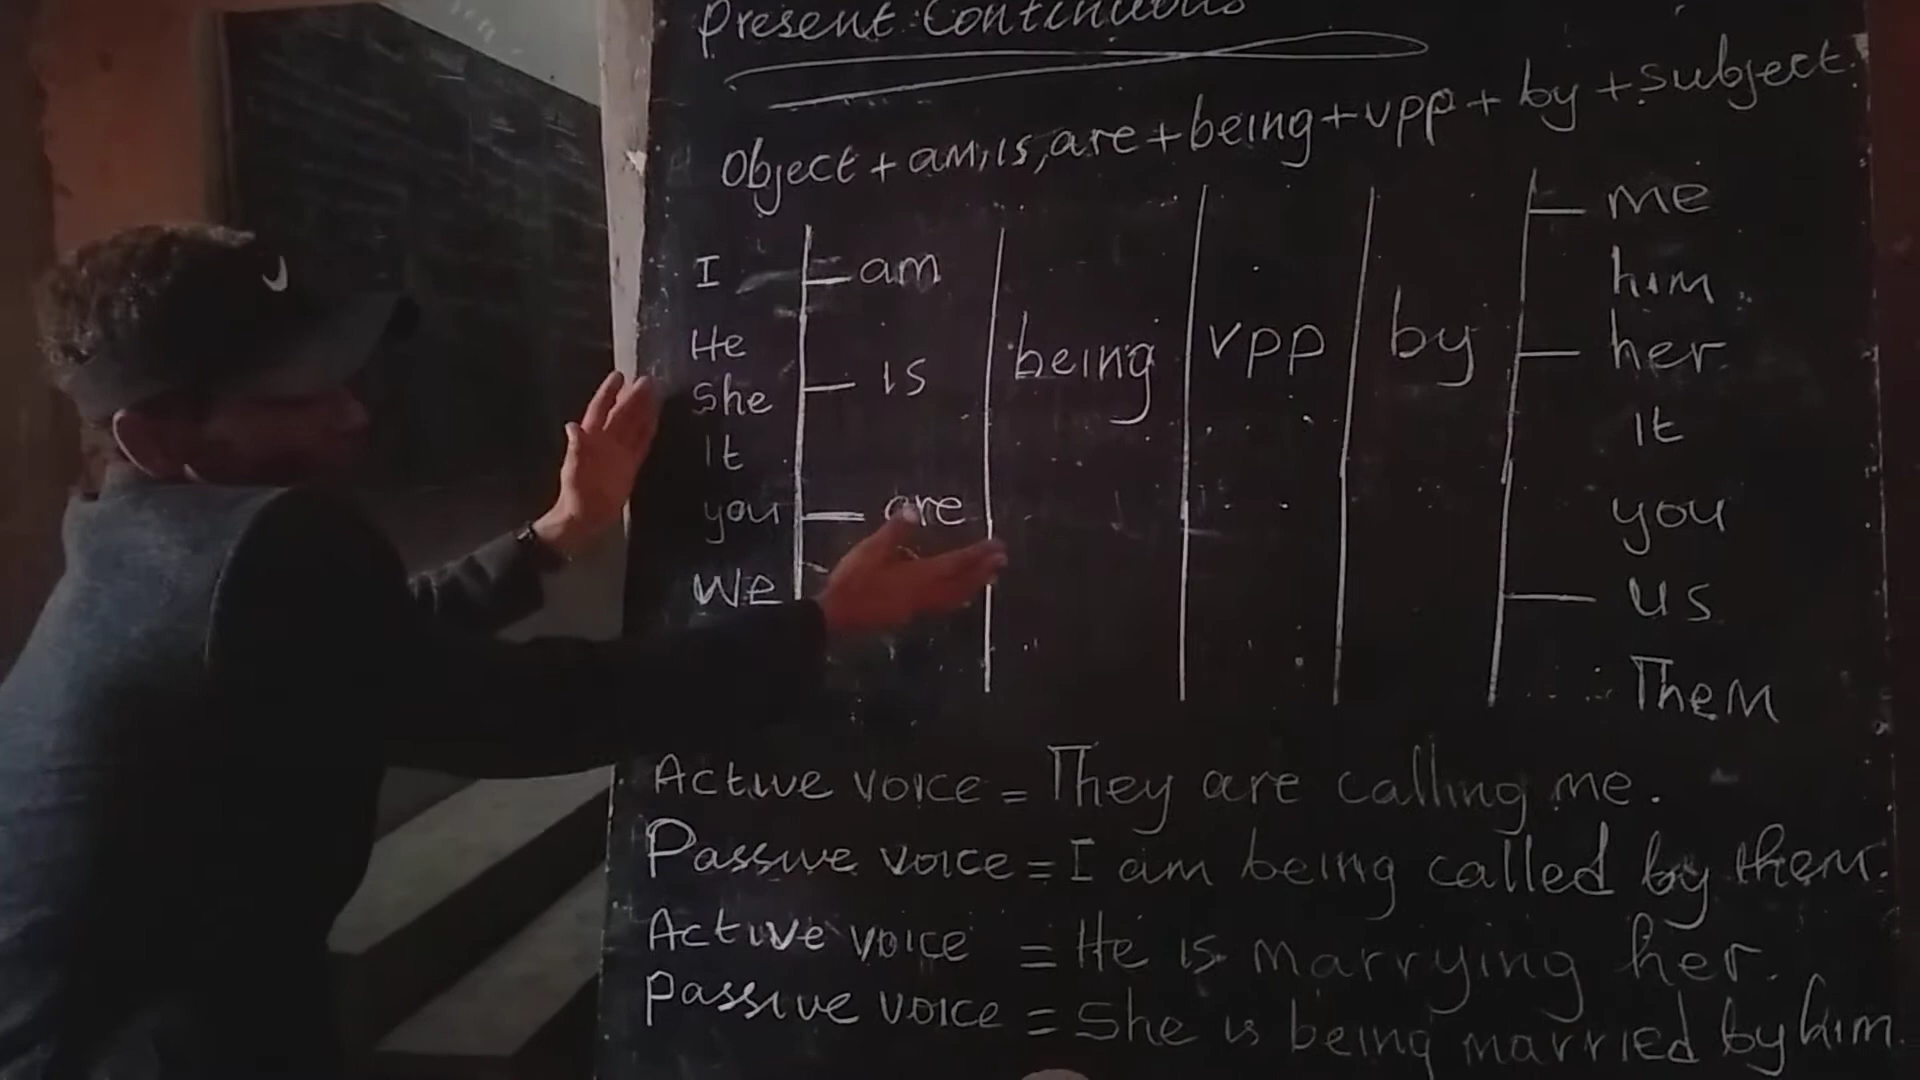 Present Continuous
Object + am, is, are + being + vpp + by + subject.
I am being vpp by me
him
He is her
She
It It
you are you
We us
Them
Active voice = They are calling me.
Passive voice = I am being called by them.
Active voice = He is marrying her.
Passive voice = She is being married by him.